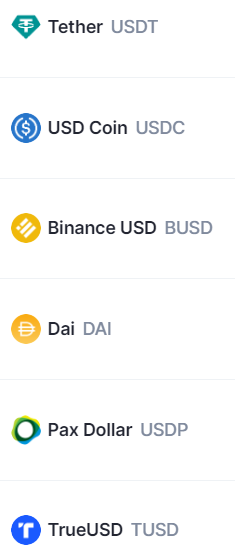 Tether USDT
USD Coin USDC
Binance USD BUSD
Dai DAI
Pax Dollar USDP
TrueUSD TUSD